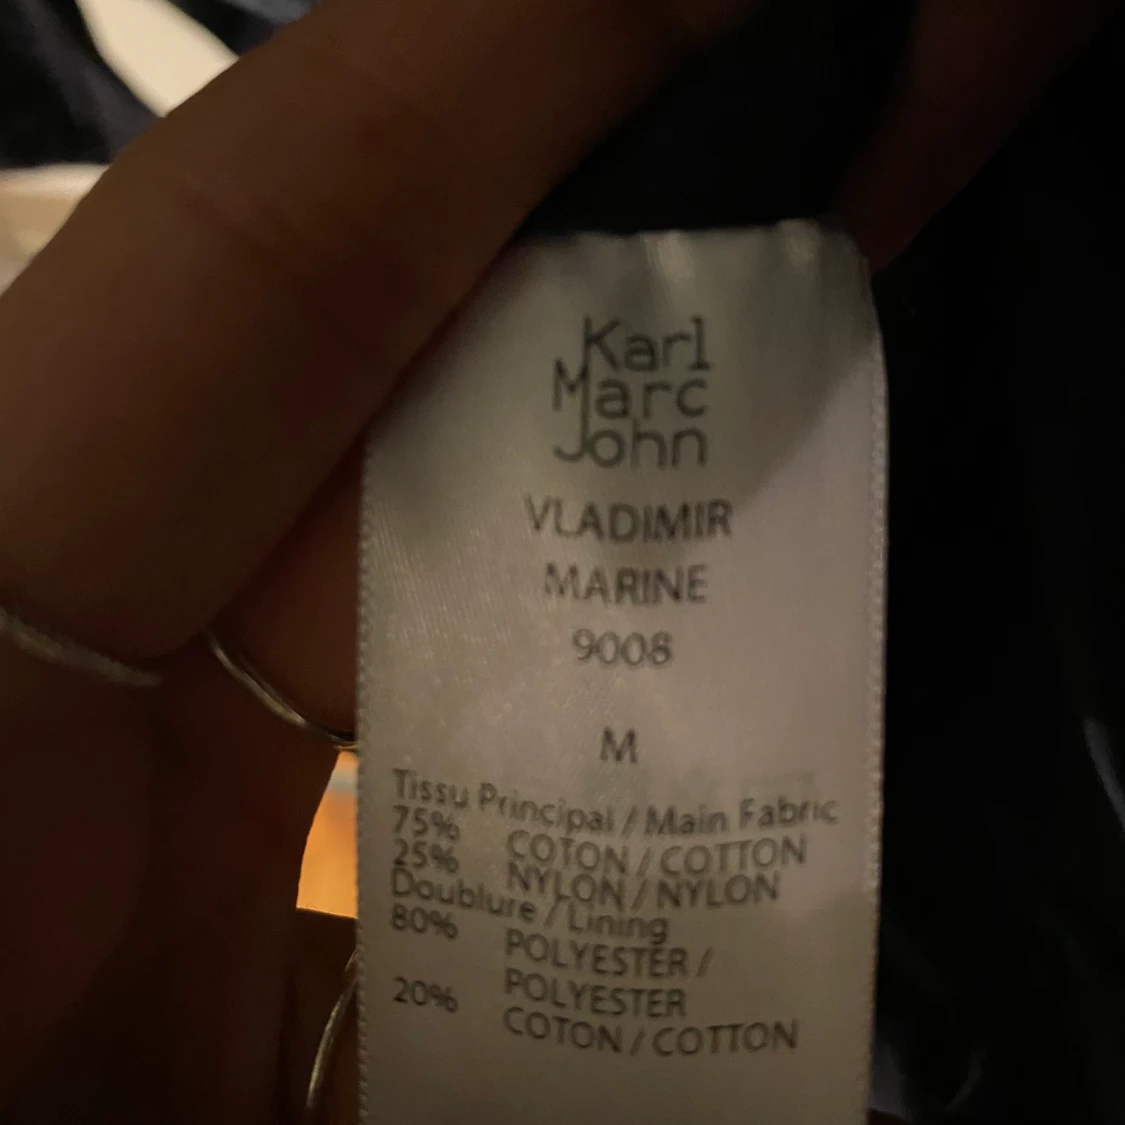 Karl
Marc
John
VLADIMIR
MARINE
9008
M
Tissu Principal / Main Fabric
75% COTON / COTTON
25% NYLON / NYLON
Doublure / Lining
80% POLYESTER /
POLYESTER
20% COTON / COTTON